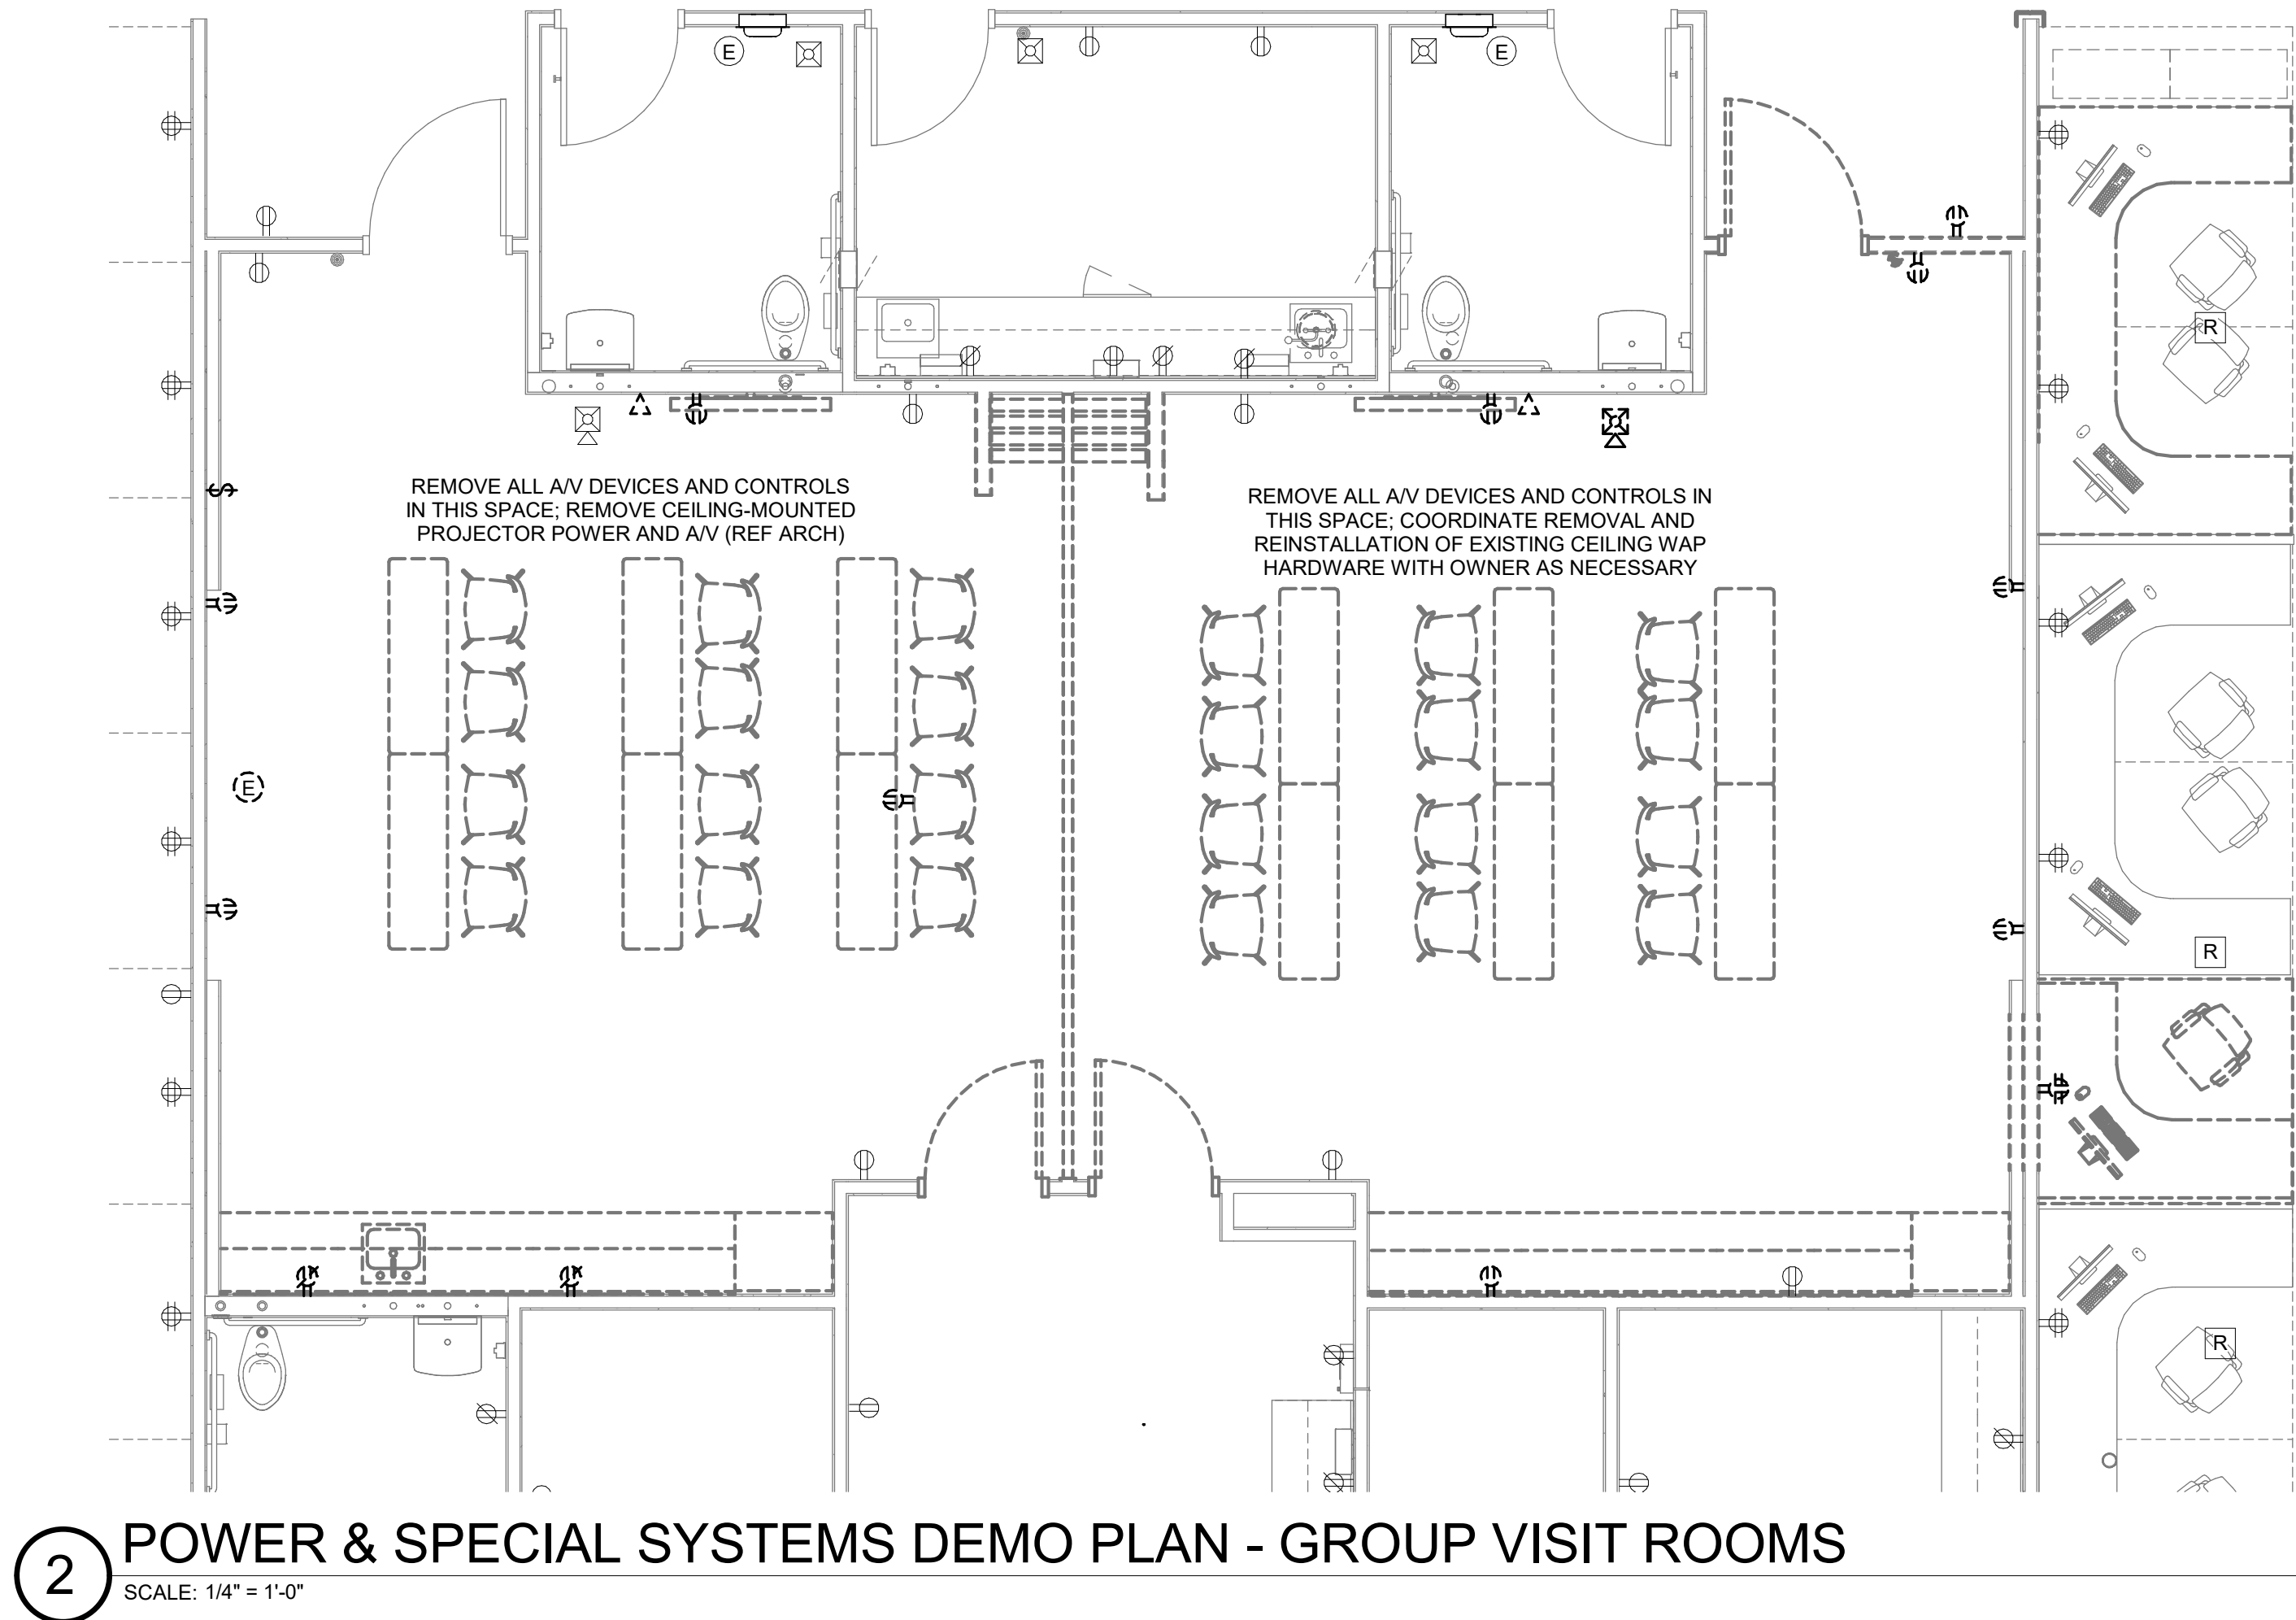 E
E
R
REMOVE ALL A/V DEVICES AND CONTROLS
IN THIS SPACE; REMOVE CEILING-MOUNTED
PROJECTOR POWER AND A/V (REF ARCH)
REMOVE ALL A/V DEVICES AND CONTROLS IN
THIS SPACE; COORDINATE REMOVAL AND
REINSTALLATION OF EXISTING CEILING WAP
HARDWARE WITH OWNER AS NECESSARY
$
E
R
R
2
POWER & SPECIAL SYSTEMS DEMO PLAN - GROUP VISIT ROOMS
SCALE: 1/4" = 1'-0"